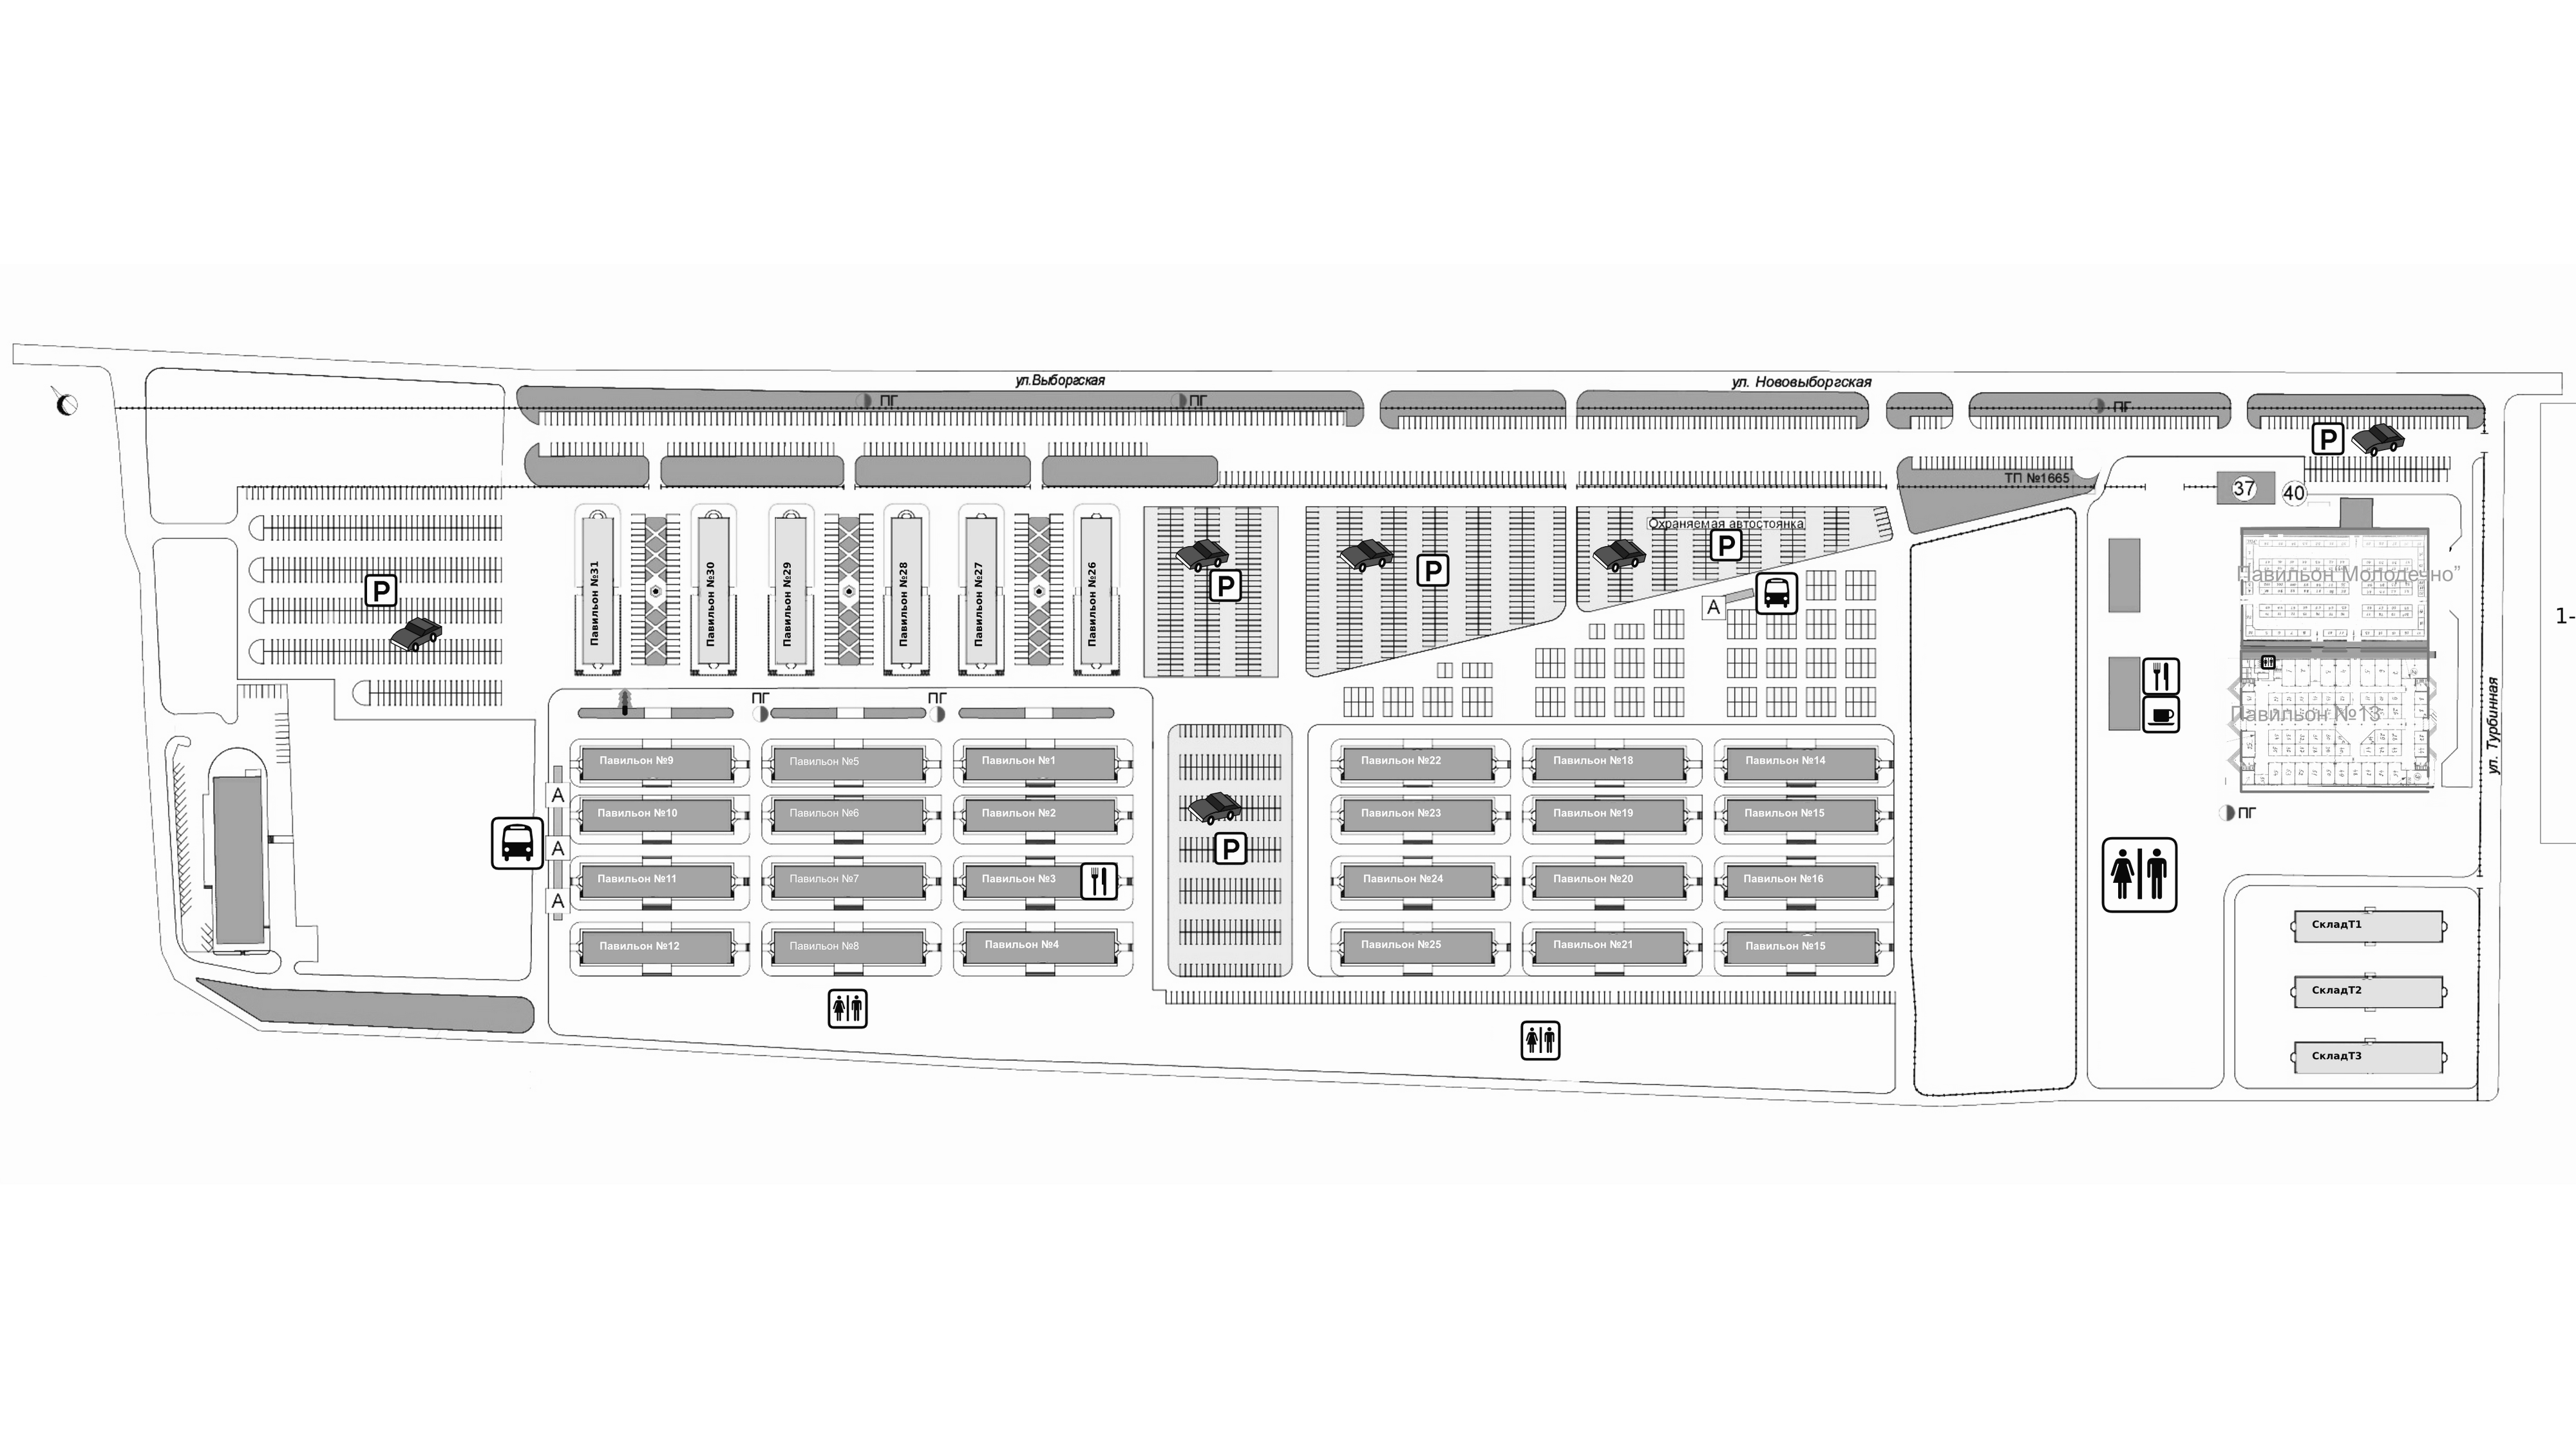 ул.Выборгская
ул. Нововыборгская
ПГ
ПГ
ПГ
P
ТП №1665
37
40
Охраняемая автостоянка
P
P
P
P
A
Павильон №31
Павильон №30
Павильон №29
Павильон №28
Павильон №27
Павильон №26
Павильон"Молодечно”
1-
Павильон №13
ул. Турбинная
ПГ
ПГ
Павильон №9
Павильон №5
Павильон №1
Павильон №22
Павильон №18
Павильон №14
A
Павильон №10
Павильон №6
Павильон №2
Павильон №23
Павильон №19
Павильон №15
ПГ
A
P
Павильон №11
Павильон №7
Павильон №3
Павильон №24
Павильон №20
Павильон №16
A
Павильон №12
Павильон №8
Павильон №4
Павильон №25
Павильон №21
Павильон №15
СкладТ1
СкладТ2
СкладТ3